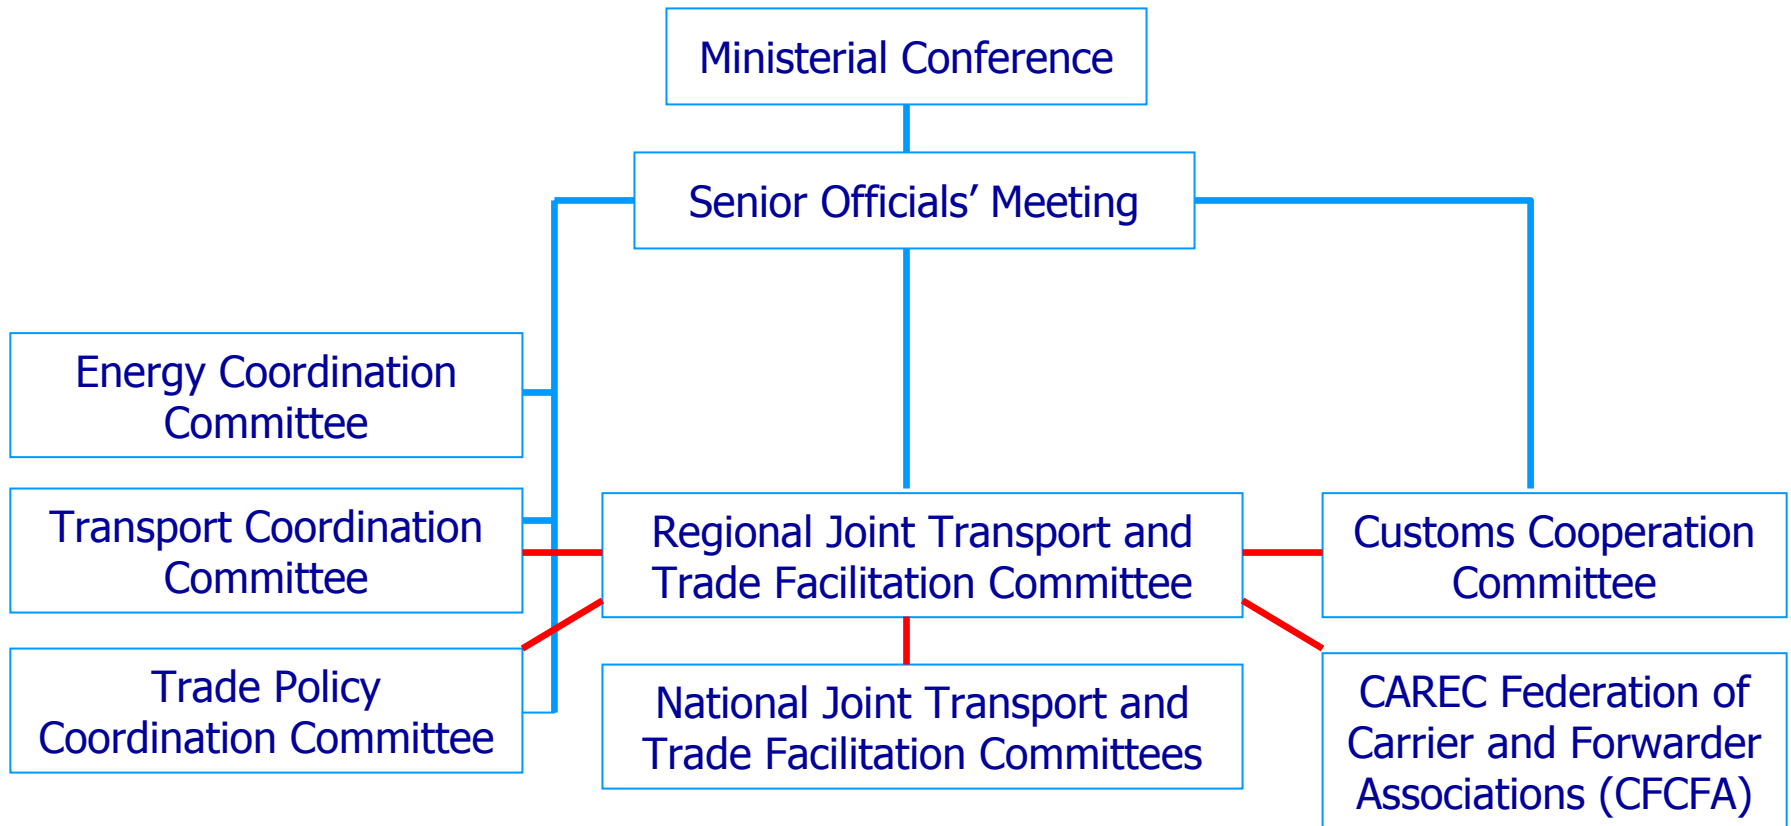 Ministerial Conference
Senior Officials’ Meeting
Energy Coordination
Committee
Transport Coordination
Committee
Regional Joint Transport and
Trade Facilitation Committee
Customs Cooperation
Committee
Trade Policy
Coordination Committee
National Joint Transport and
Trade Facilitation Committees
CAREC Federation of
Carrier and Forwarder
Associations (CFCFA)